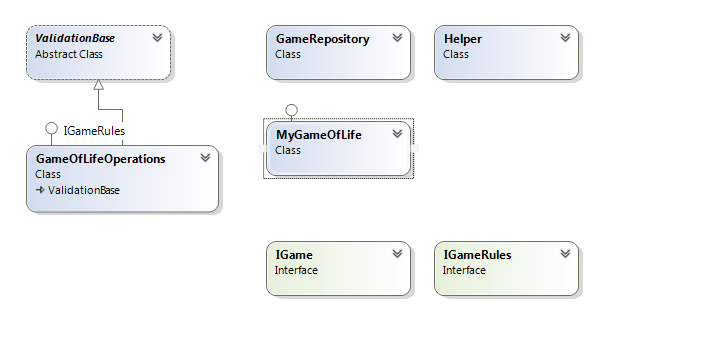 ValidationBase
Abstract Class
GameRepository
Class
Helper
Class
IGameRules
GameOfLifeOperations
Class
ValidationBase
MyGameOfLife
Class
IGame
Interface
IGameRules
Interface